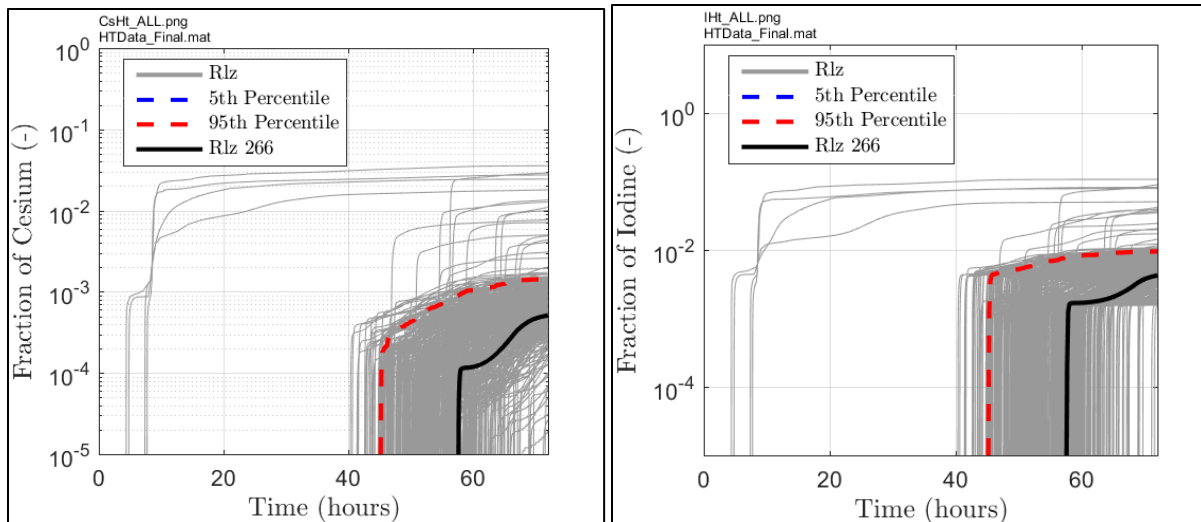 CsHt_ALL.png
HTData_Final.mat
10^0
10^-1
10^-2
10^-3
10^-4
10^-5
Fraction of Cesium (-)
Rlz
5th Percentile
95th Percentile
Rlz 266
0 20 40 60
Time (hours)
IHt_ALL.png
HTData_Final.mat
10^0
10^-2
10^-4
Fraction of Iodine (-)
Rlz
5th Percentile
95th Percentile
Rlz 266
0 20 40 60
Time (hours)